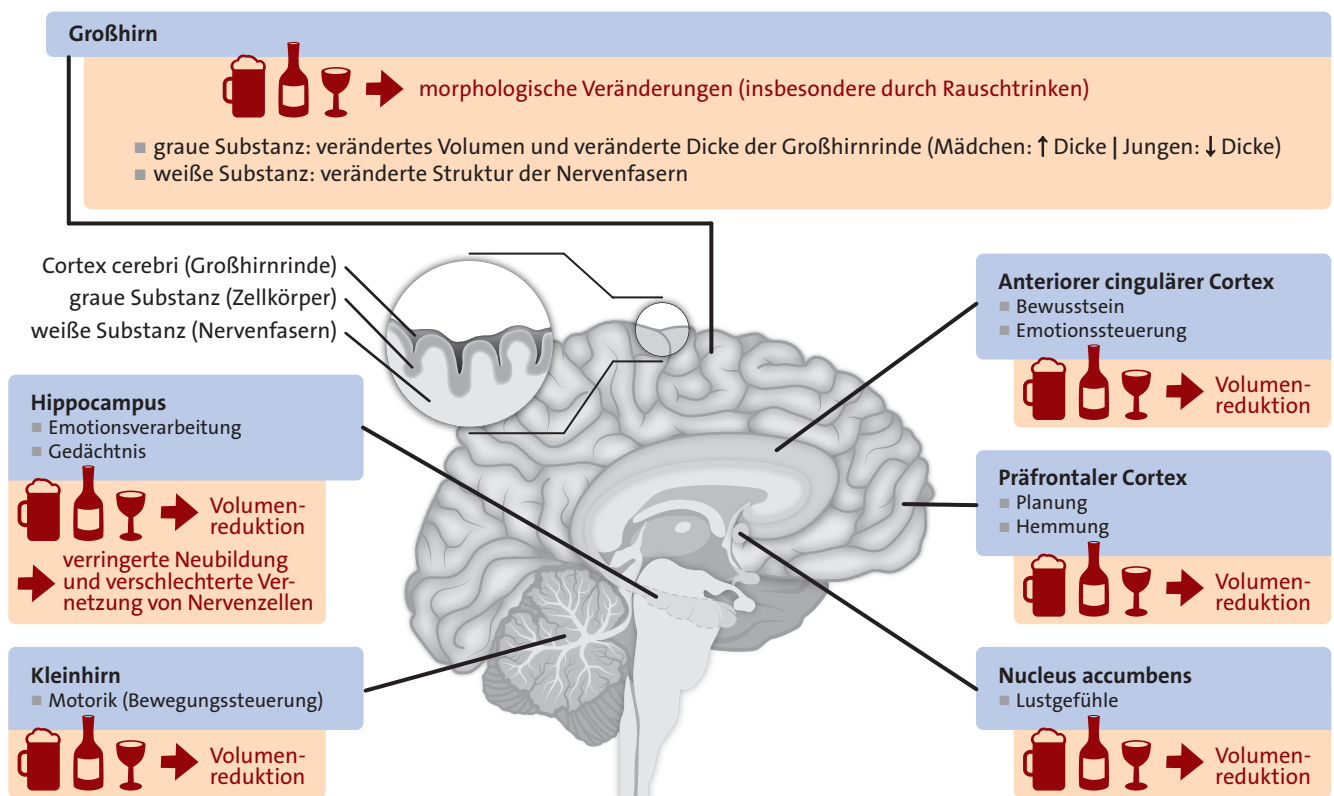 Großhirn
morphologische Veränderungen (insbesondere durch Rauschtrinken)
■ graue Substanz: verändertes Volumen und veränderte Dicke der Großhirnrinde (Mädchen: ↑ Dicke | Jungen: ↓ Dicke)
■ weiße Substanz: veränderte Struktur der Nervenfasern
Cortex cerebri (Großhirnrinde)
graue Substanz (Zellkörper)
weiße Substanz (Nervenfasern)
Hippocampus
■ Emotionsverarbeitung
■ Gedächtnis
Volumen-
reduktion
verringerte Neubildung
und verschlechterte Ver-
netzung von Nervenzellen
Kleinhirn
■ Motorik (Bewegungssteuerung)
Volumen-
reduktion
Anteriorer cingulärer Cortex
■ Bewusstsein
■ Emotionssteuerung
Volumen-
reduktion
Präfrontaler Cortex
■ Planung
■ Hemmung
Volumen-
reduktion
Nucleus accumbens
■ Lustgefühle
Volumen-
reduktion